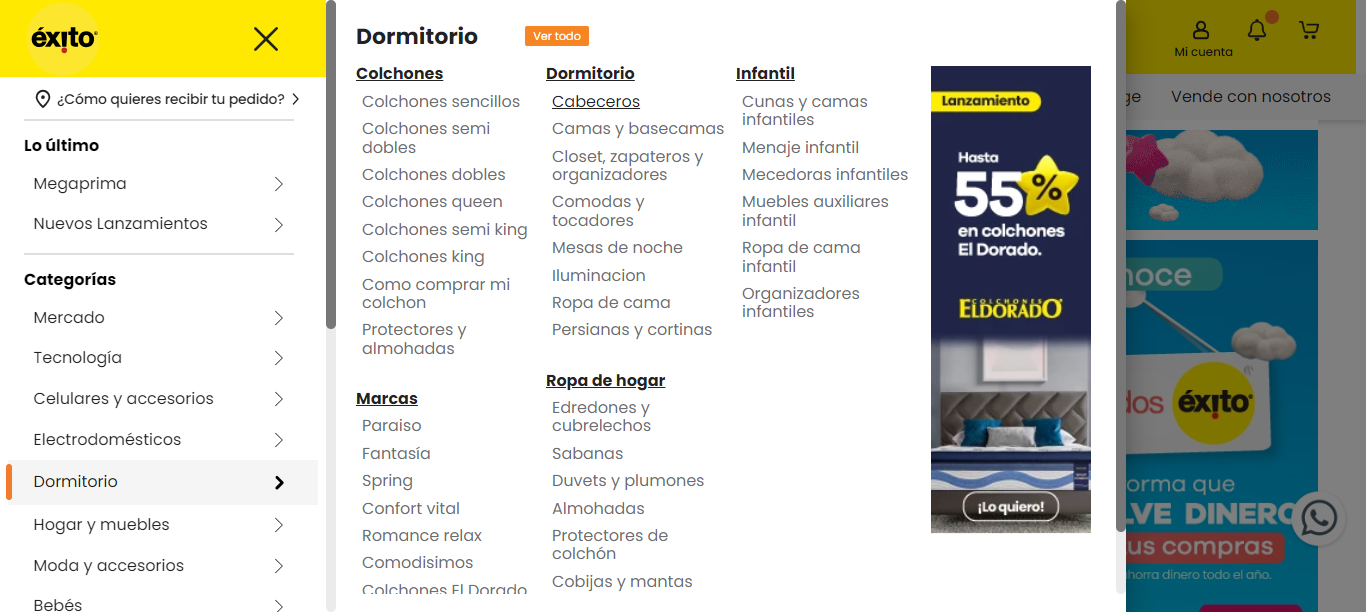 éxito
¿Cómo quieres recibir tu pedido?
Lo último
Megaprima
Nuevos Lanzamientos
Categorías
Mercado
Tecnología
Celulares y accesorios
Electrodomésticos
Dormitorio
Hogar y muebles
Moda y accesorios
Bebés
Dormitorio
Ver todo
Colchones
Colchones sencillos
Colchones semi
dobles
Colchones dobles
Colchones queen
Colchones semi king
Colchones king
Como comprar mi
colchon
Protectores y
almohadas
Marcas
Paraiso
Fantasía
Spring
Confort vital
Romance relax
Comodisimos
Colchones El Dorado
Dormitorio
Cabeceros
Camas y basecamas
Closet, zapateros y
organizadores
Comodas y
tocadores
Mesas de noche
Iluminacion
Ropa de cama
Persianas y cortinas
Ropa de hogar
Edredones y
cubrelechos
Sabanas
Duvets y plumones
Almohadas
Protectores de
colchón
Cobijas y mantas
Infantil
Cunas y camas
infantiles
Menaje infantil
Mecedoras infantiles
Muebles auxiliares
infantil
Ropa de cama
infantil
Organizadores
infantiles
Lanzamiento
Hasta
55%
en colchones
El Dorado.
COLCHONES
ELDORADO
¡Lo quiero!
Mi cuenta
Vende con nosotros
éxito
orma que
LVE DINERO
us compras
horra dinero todo el año.